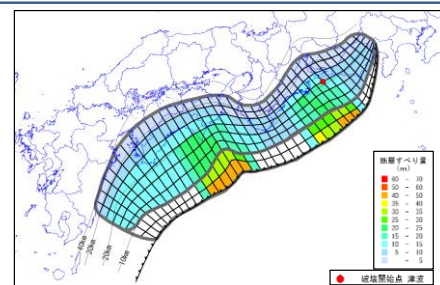 40km
30km
20km
10km
断層すべり量
(m)
60 - 70
50 - 60
40 - 50
35 - 40
30 - 35
25 - 30
20 - 25
15 - 20
10 - 15
5 - 10
- 5
破壊開始点 津波